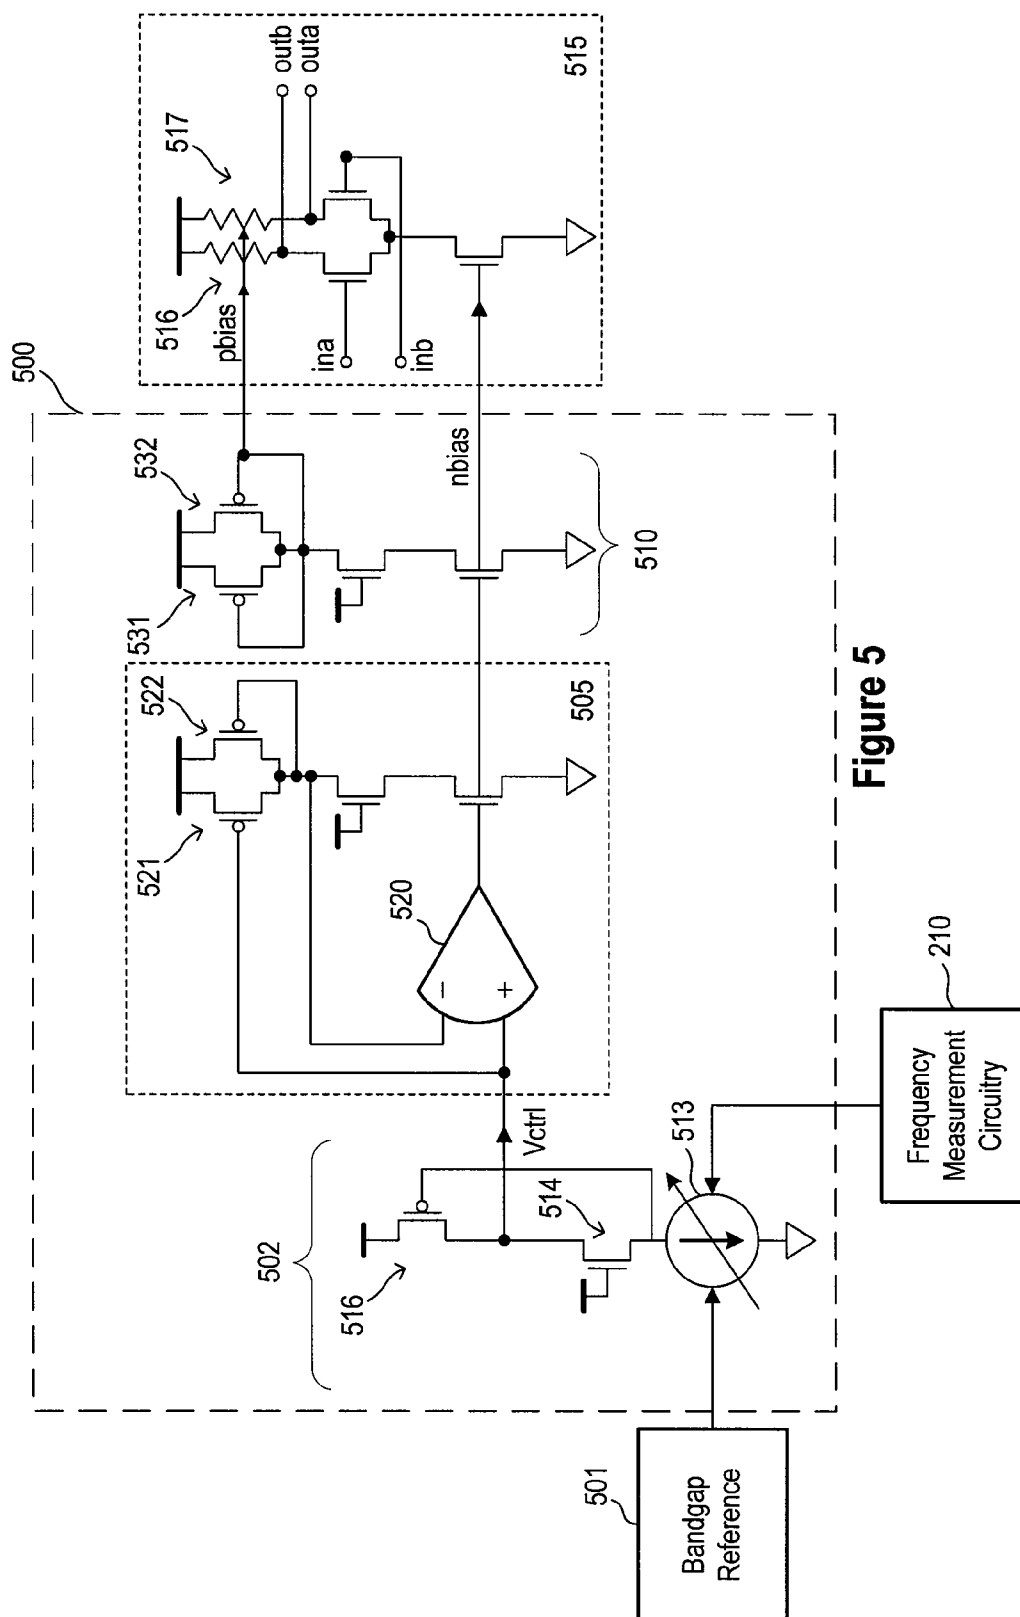 500
502
516
514
513
Vctrl
505
521
522
520
−
+
510
531
532
pbias
nbias
515
516
517
ina
inb
outb
outa
501
Bandgap
Reference
210
Frequency
Measurement
Circuitry
Figure 5